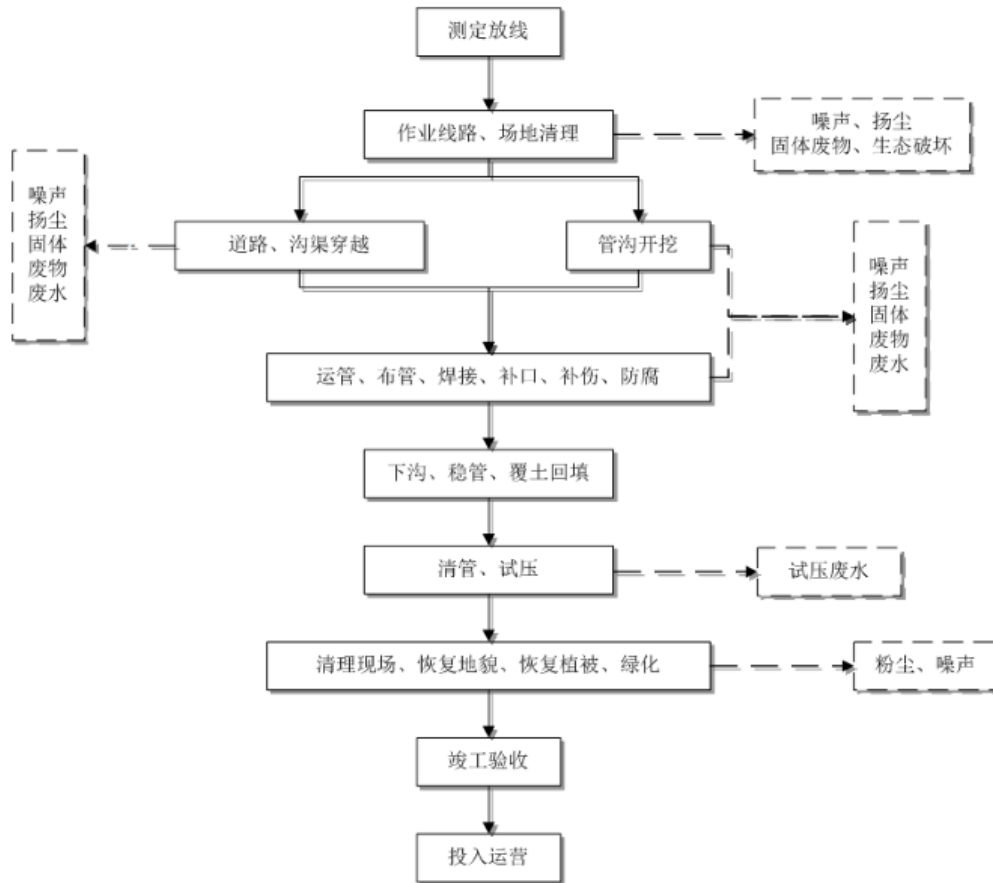 测定放线
作业线路、场地清理
噪声、扬尘
固体废物、生态破坏
噪声
扬尘
固体
废物
废水
道路、沟渠穿越
管沟开挖
噪声
扬尘
固体
废物
废水
运管、布管、焊接、补口、补伤、防腐
下沟、稳管、覆土回填
清管、试压
试压废水
清理现场、恢复地貌、恢复植被、绿化
粉尘、噪声
竣工验收
投入运营